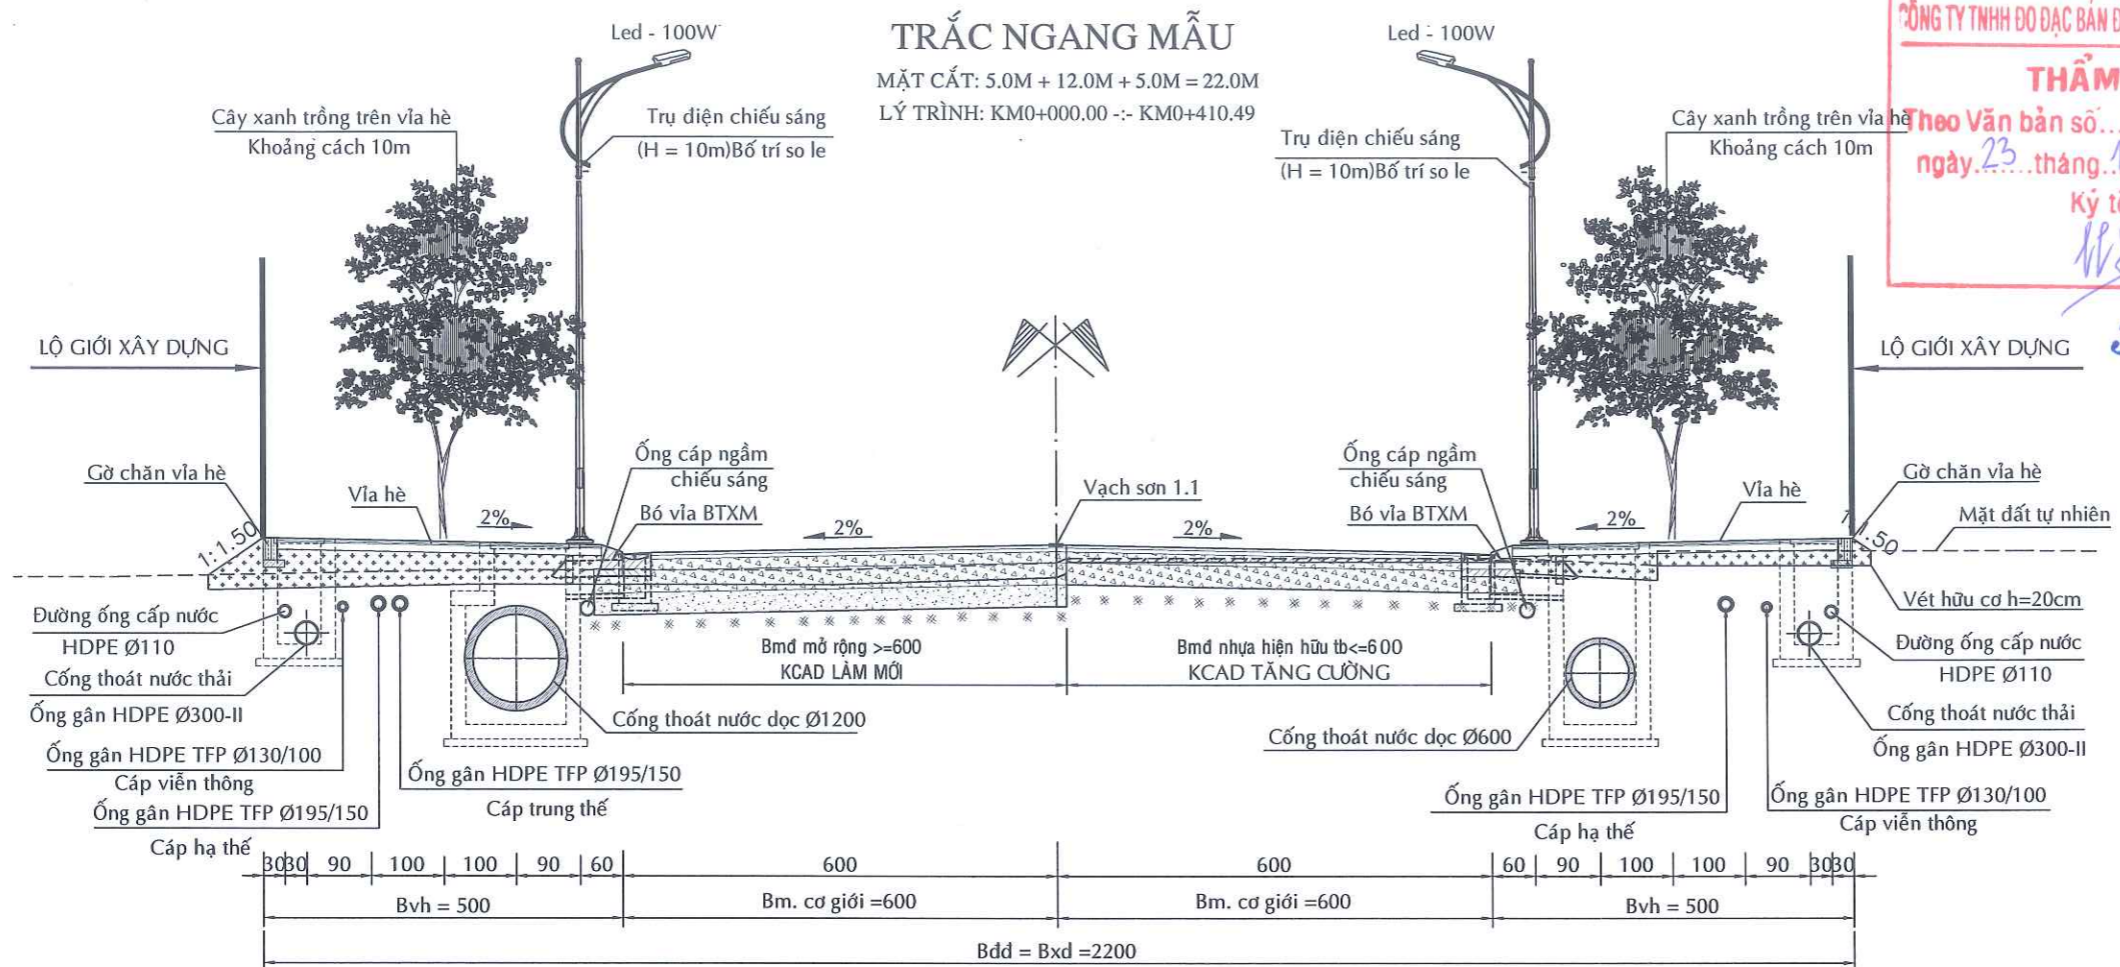 TRẮC NGANG MẪU
MẶT CẮT: 5.0M + 12.0M + 5.0M = 22.0M
LÝ TRÌNH: KM0+000.00 -:- KM0+410.49
CÔNG TY TNHH ĐO ĐẠC BẢN
THẨM
Theo Văn bản số...
ngày 23 tháng
Led - 100W
Led - 100W
Cây xanh trồng trên vỉa hè
Khoảng cách 10m
Trụ điện chiếu sáng
(H = 10m)Bố trí so le
Trụ điện chiếu sáng
(H = 10m)Bố trí so le
Cây xanh trồng trên vỉa hè
Khoảng cách 10m
LỘ GIỚI XÂY DỰNG
LỘ GIỚI XÂY DỰNG
Gờ chăn vỉa hè
Vỉa hè
Ống cáp ngầm
chiếu sáng
Bó vỉa BTXM
Vạch sơn 1.1
Ống cáp ngầm
chiếu sáng
Bó vỉa BTXM
Vỉa hè
Gờ chăn vỉa hè
Mặt đất tự nhiên
1:1.50
2%
2%
2%
2%
1:1.50
Đường ống cấp nước
HDPE Ø110
Cống thoát nước thải
Ống gân HDPE Ø300-II
Ống gân HDPE TFP Ø130/100
Cáp viễn thông
Ống gân HDPE TFP Ø195/150
Cáp hạ thế
Ống gân HDPE TFP Ø195/150
Cáp trung thế
Cống thoát nước dọc Ø1200
Bmđ mở rộng >=600
KCAD LÀM MỚI
Bmđ nhựa hiện hữu tb<=600
KCAD TĂNG CƯỜNG
Cống thoát nước dọc Ø600
Vét hữu cơ h=20cm
Đường ống cấp nước
HDPE Ø110
Cống thoát nước thải
Ống gân HDPE Ø300-II
Ống gân HDPE TFP Ø195/150
Cáp hạ thế
Ống gân HDPE TFP Ø130/100
Cáp viễn thông
30 30 90 100 100 90 60 600 600 60 90 100 100 90 30 30
Bvh = 500 Bm. cơ giới =600 Bm. cơ giới =600 Bvh = 500
Bđđ = Bxd =2200